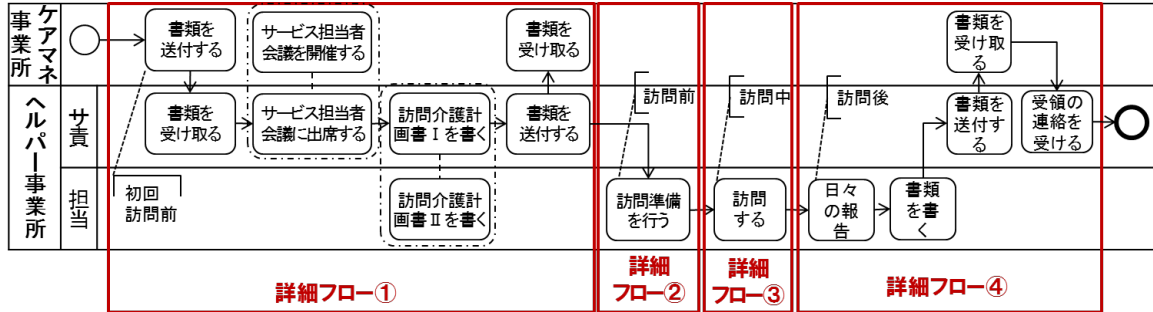 ケアマネ
事業所
書類を
送付する
サービス担当者
会議を開催する
書類を
受け取る
書類を
受け取
る
ヘルパー事業所
サ責
書類を
受け取る
サービス担当者
会議に出席する
訪問介護計
画書Ⅰを書く
書類を
送付する
訪問前
訪問中
訪問後
書類を
送付す
る
受領の
連絡を
受ける
担当
初回
訪問前
訪問介護計
画書Ⅱを書く
訪問準備
を行う
訪問
する
日々
の報
告
書類
を書
く
詳細フロー①
詳細
フロー②
詳細
フロー③
詳細フロー④